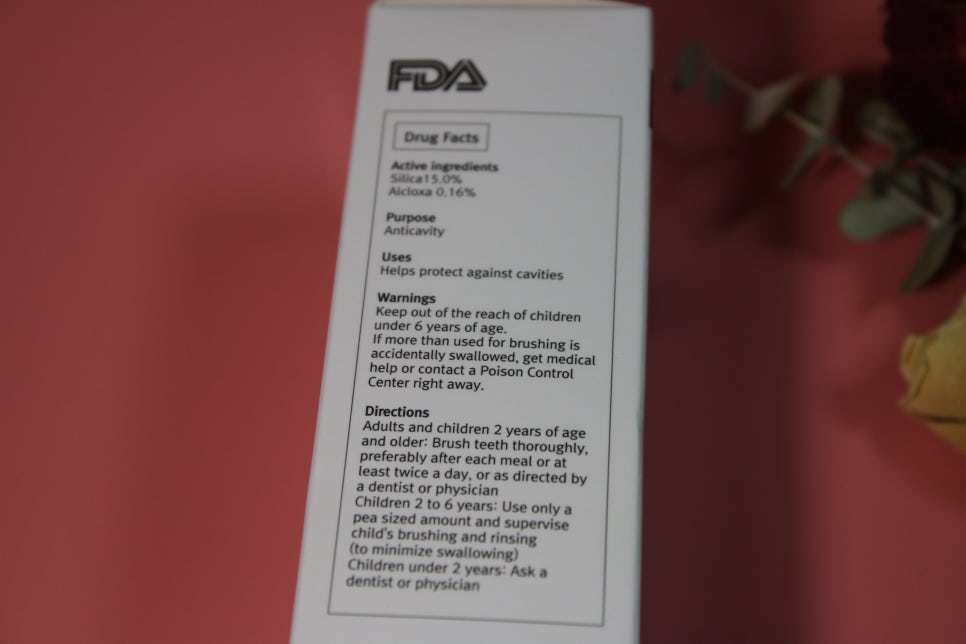 FDA
Drug Facts
Active ingredients
Silica15.0%
Alcloxa 0.16%
Purpose
Anticavity
Uses
Helps protect against cavities
Warnings
Keep out of the reach of children
under 6 years of age.
If more than used for brushing is
accidentally swallowed, get medical
help or contact a Poison Control
Center right away.
Directions
Adults and children 2 years of age
and older: Brush teeth thoroughly,
preferably after each meal or at
least twice a day, or as directed by
a dentist or physician
Children 2 to 6 years: Use only a
pea sized amount and supervise
child's brushing and rinsing
(to minimize swallowing)
Children under 2 years: Ask a
dentist or physician